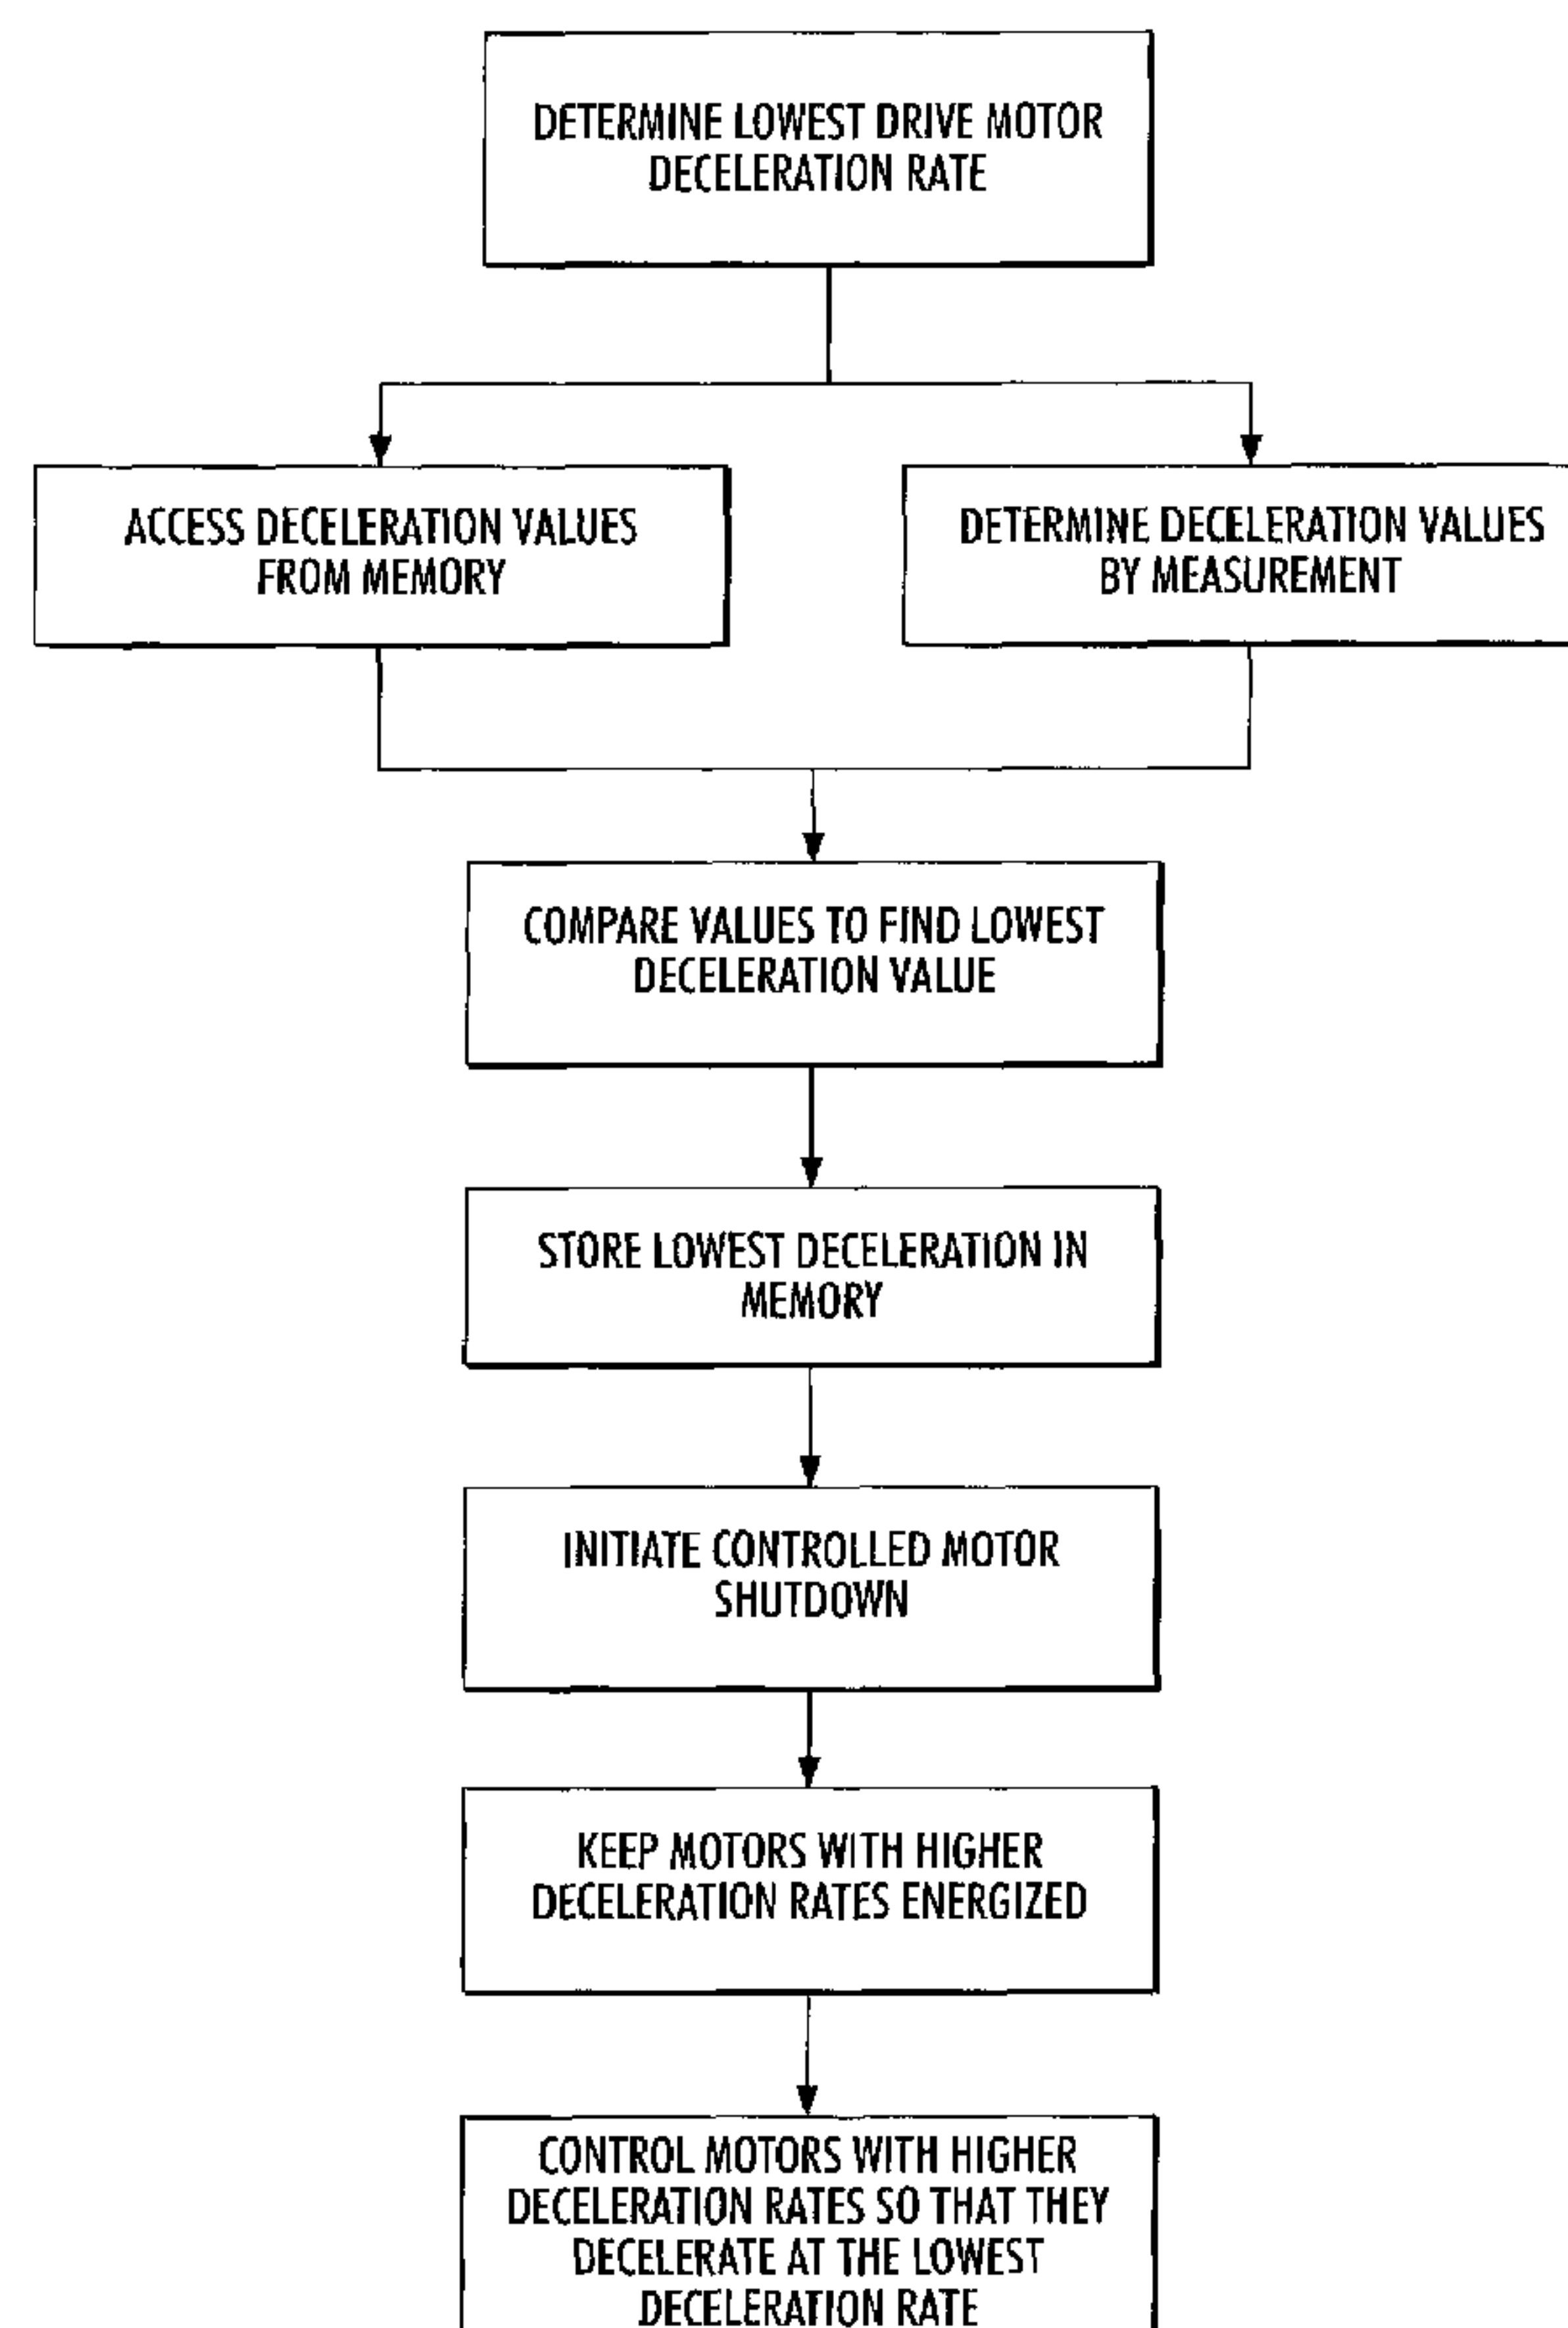 DETERMINE LOWEST DRIVE MOTOR
DECELERATION RATE
ACCESS DECELERATION VALUES
FROM MEMORY
DETERMINE DECELERATION VALUES
BY MEASUREMENT
COMPARE VALUES TO FIND LOWEST
DECELERATION VALUE
STORE LOWEST DECELERATION IN
MEMORY
INITIATE CONTROLLED MOTOR
SHUTDOWN
KEEP MOTORS WITH HIGHER
DECELERATION RATES ENERGIZED
CONTROL MOTORS WITH HIGHER
DECELERATION RATES SO THAT THEY
DECELERATE AT THE LOWEST
DECELERATION RATE